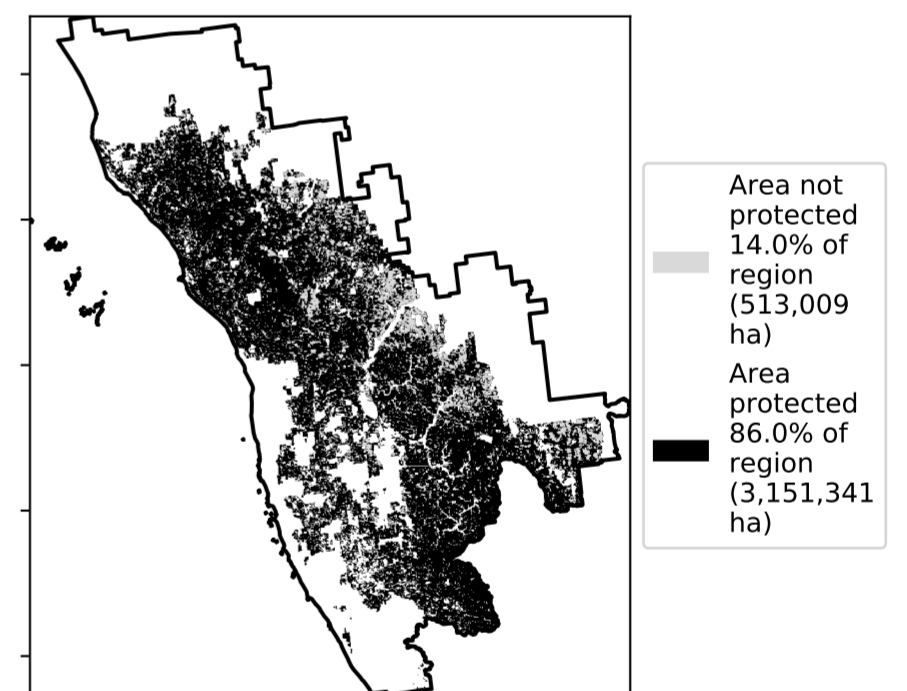 Area not
protected
14.0% of
region
(513,009
ha)
Area
protected
86.0% of
region
(3,151,341
ha)